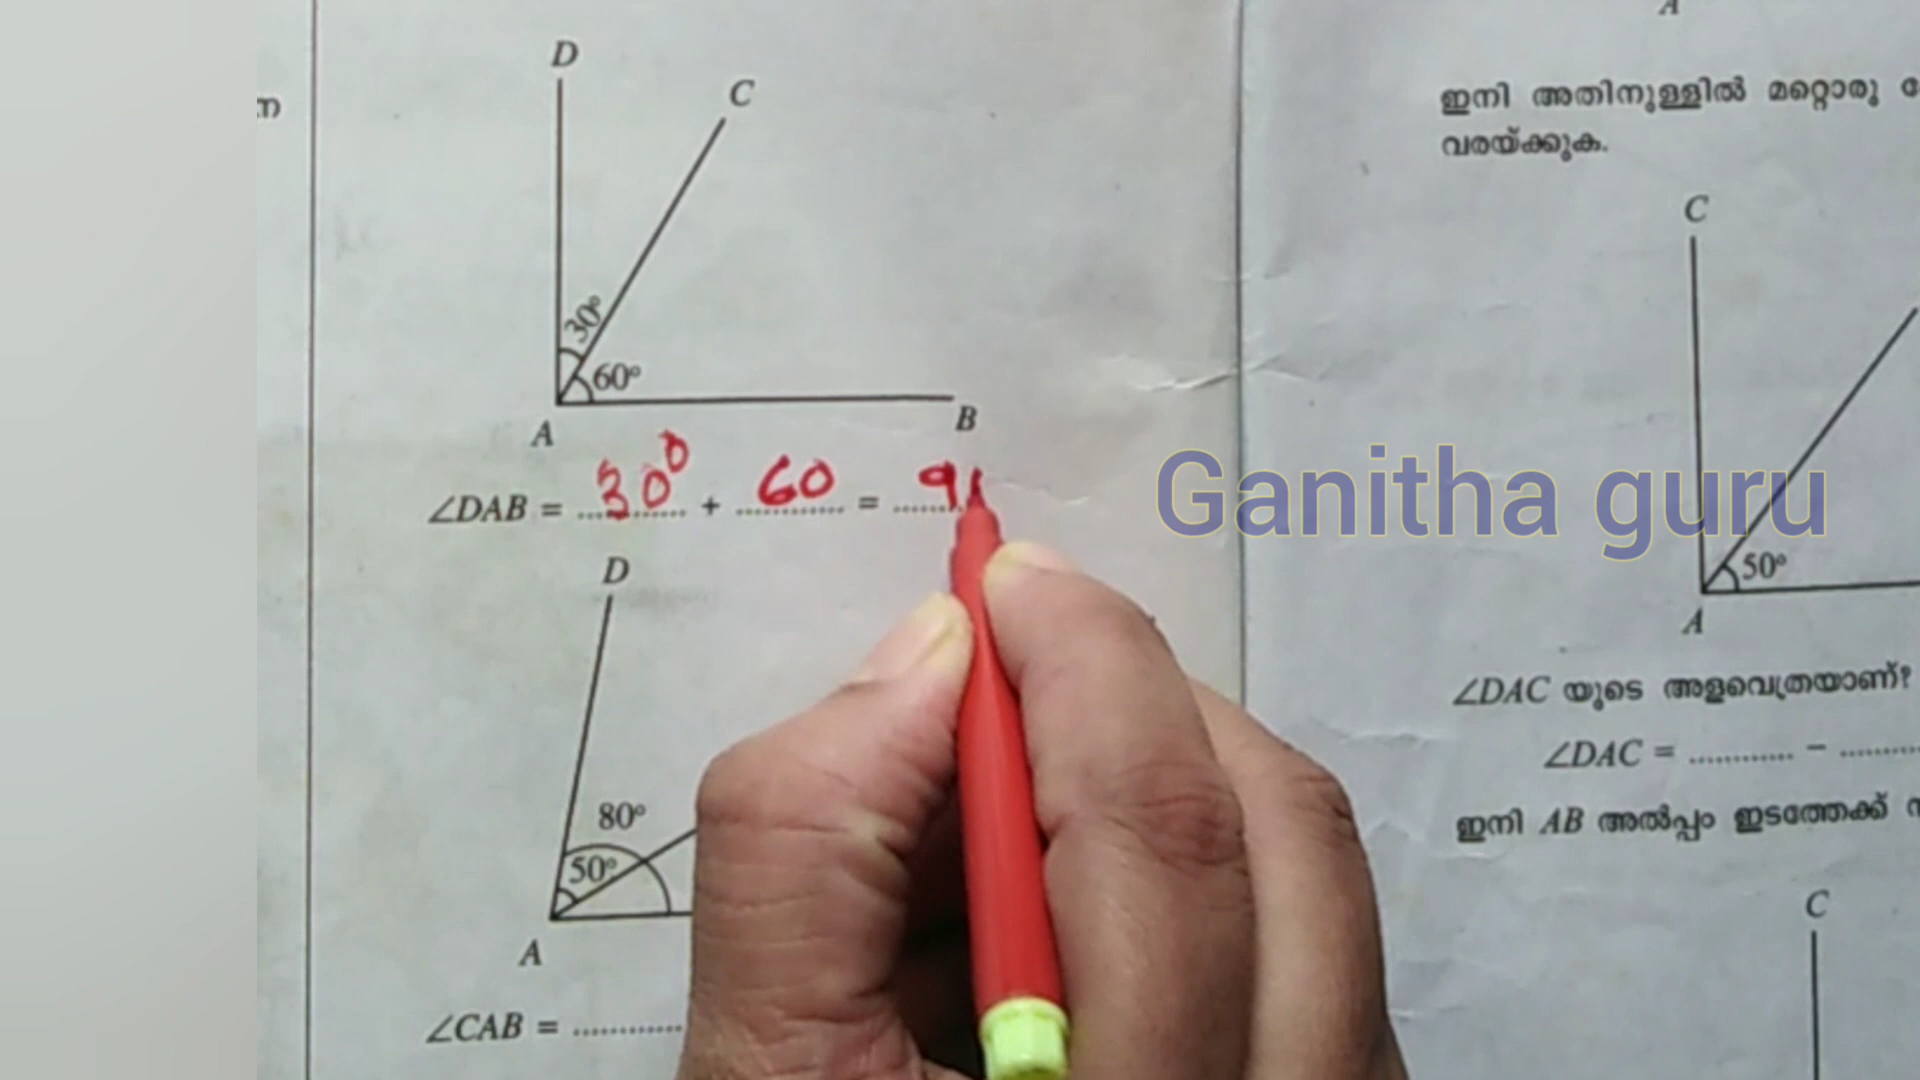 D
C
30°
60°
A
B
∠DAB = 30⁰ + 60 = 9
D
80°
50°
A
∠CAB = ............
ന
A
ഇനി അതിനുള്ളിൽ മറ്റൊരു
വരയ്ക്കുക.
C
Ganitha guru
50°
A
∠DAC യുടെ അളവെത്രയാണ്?
∠DAC = ............ − ............
ഇനി AB അൽപ്പം ഇടത്തേക്ക്
C